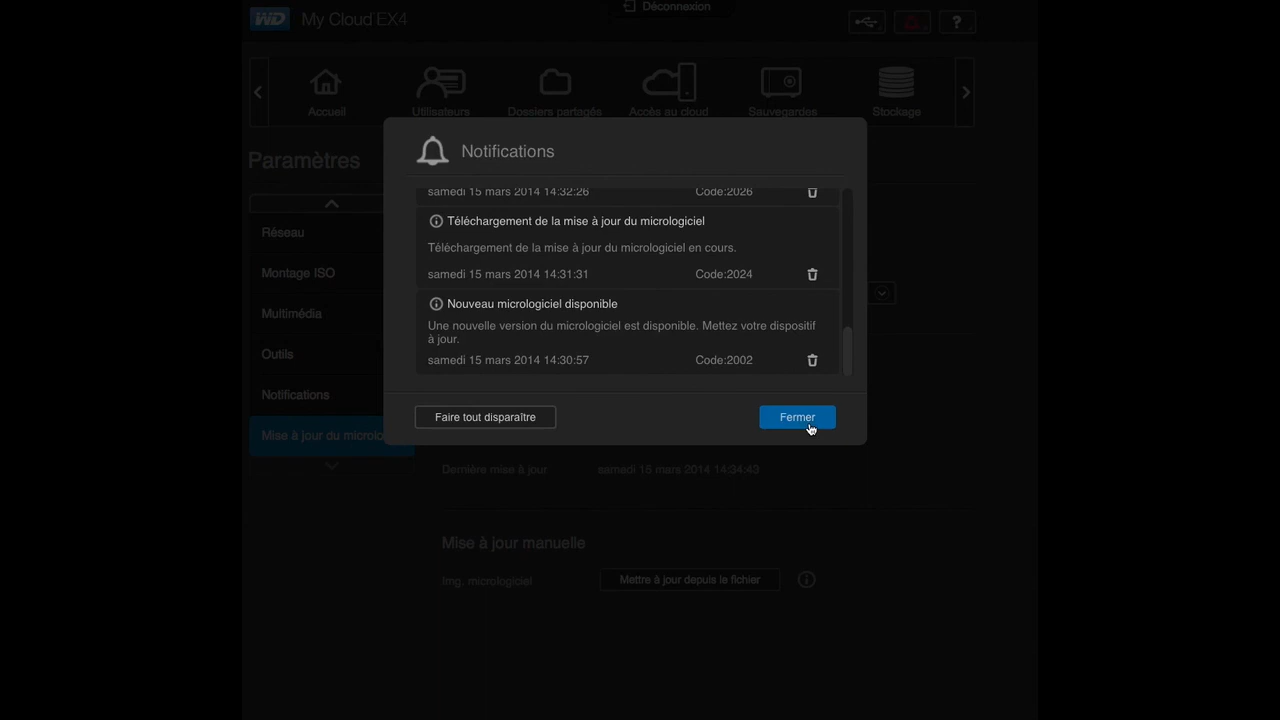 Déconnexion
WD My Cloud EX4
?
Accueil
Utilisateurs
Dossiers partagés
Accès au cloud
Sauvegardes
Stockage
Paramètres
Réseau
Montage ISO
Multimédia
Outils
Notifications
Mise à jour du microlo
Notifications
samedi 15 mars 2014 14:32:26 Code:2026
Téléchargement de la mise à jour du micrologiciel
Téléchargement de la mise à jour du micrologiciel en cours.
samedi 15 mars 2014 14:31:31 Code:2024
Nouveau micrologiciel disponible
Une nouvelle version du micrologiciel est disponible. Mettez votre dispositif
à jour.
samedi 15 mars 2014 14:30:57 Code:2002
Faire tout disparaître
Fermer
Dernière mise à jour samedi 15 mars 2014 14:34:43
Mise à jour manuelle
Img. micrologiciel Mettre à jour depuis le fichier